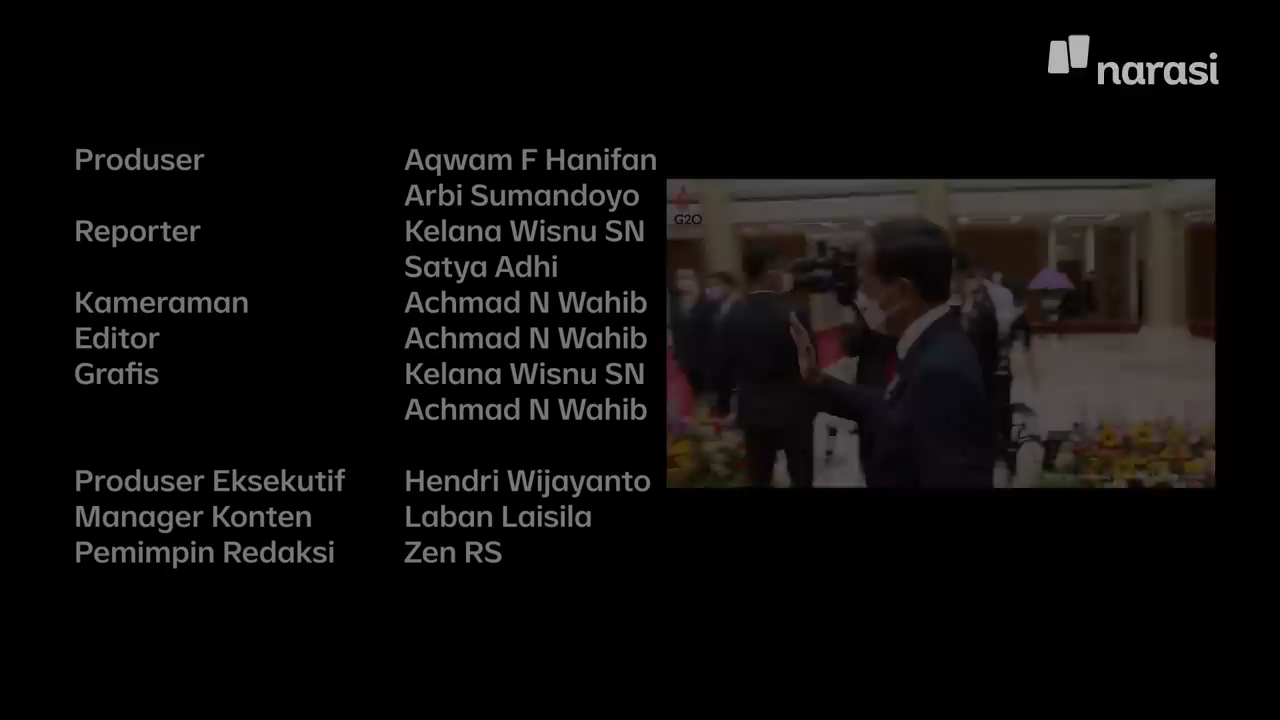 narasi
Produser Aqwam F Hanifan
Arbi Sumandoyo
Reporter Kelana Wisnu SN
Satya Adhi
Kameraman Achmad N Wahib
Editor Achmad N Wahib
Grafis Kelana Wisnu SN
Achmad N Wahib
Produser Eksekutif Hendri Wijayanto
Manager Konten Laban Laisila
Pemimpin Redaksi Zen RS
G20